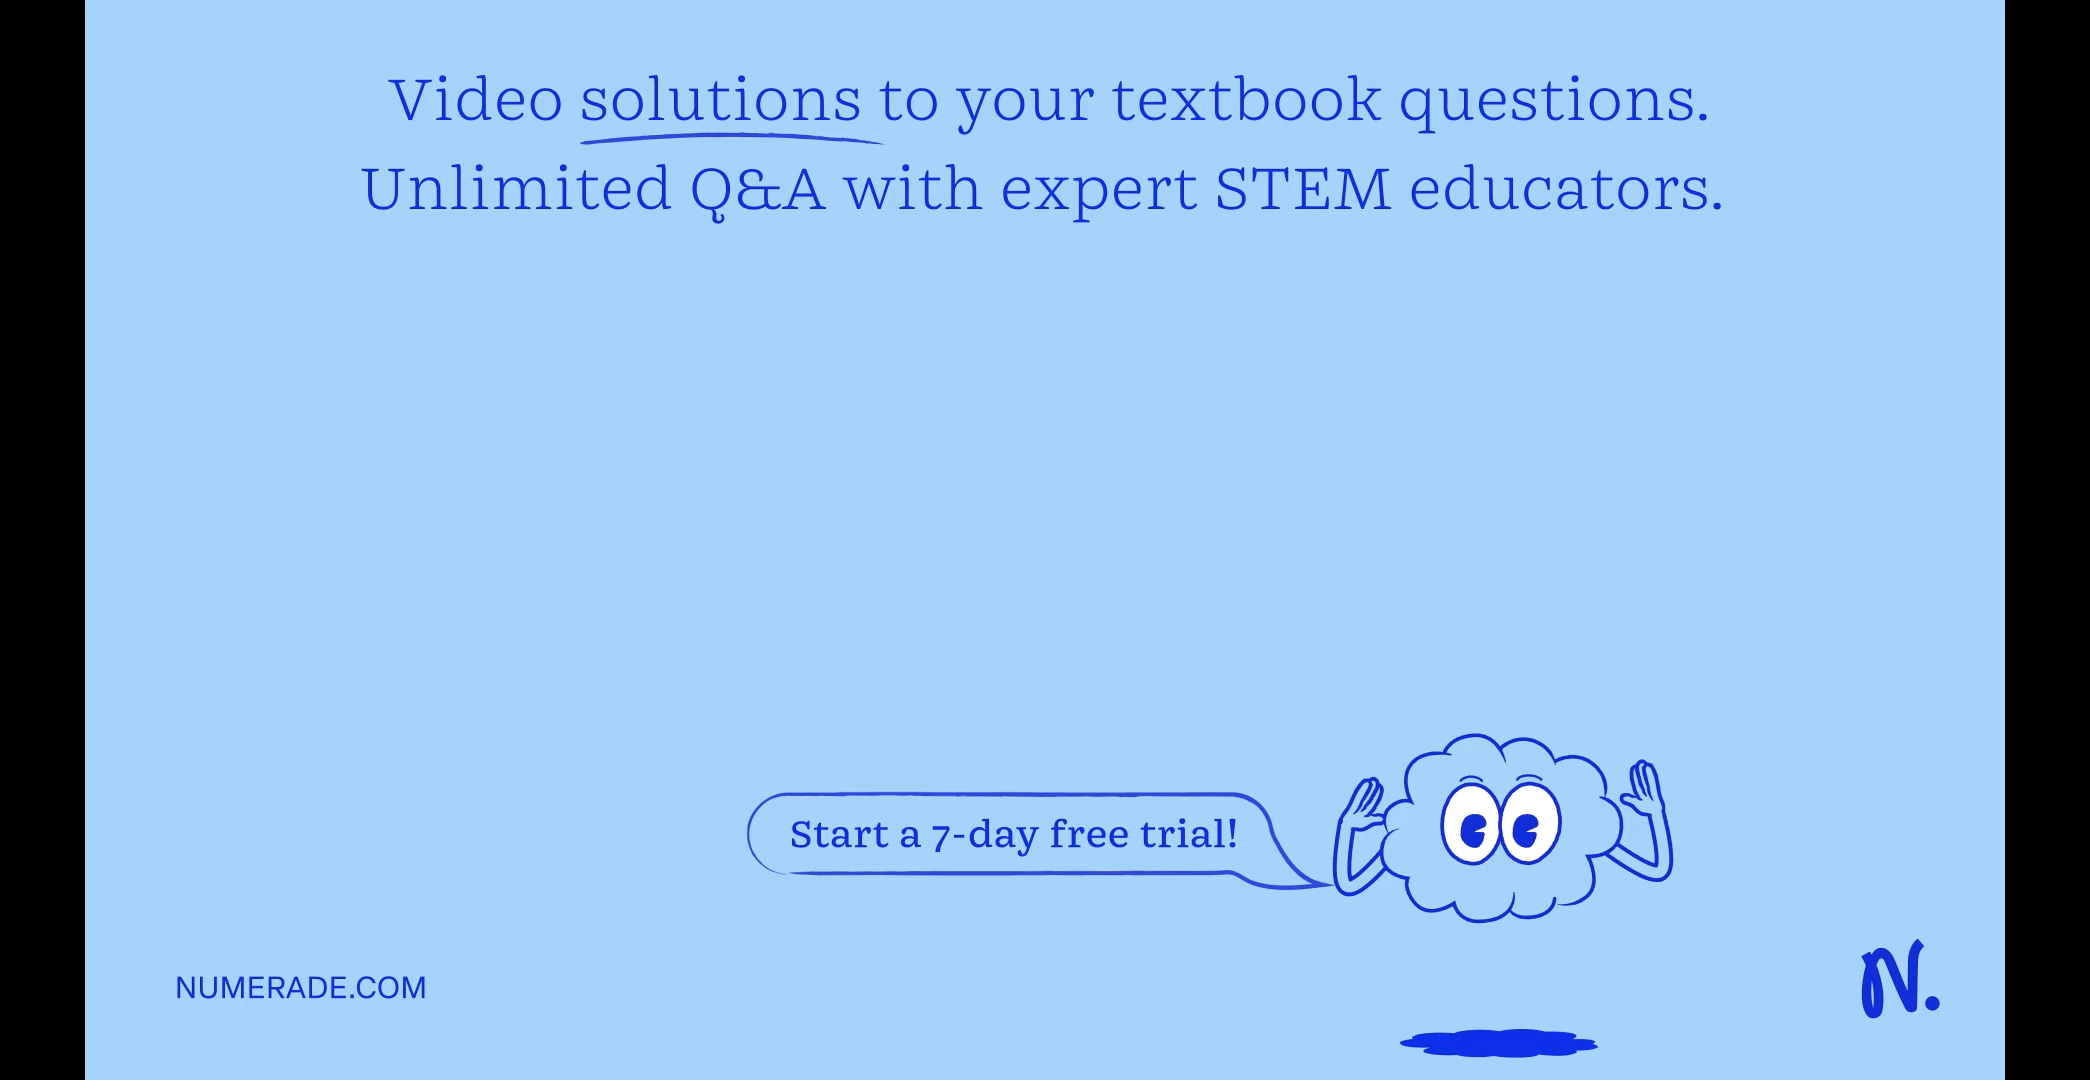 Video solutions to your textbook questions.
Unlimited Q&A with expert STEM educators.
Start a 7-day free trial!
NUMERADE.COM
N.